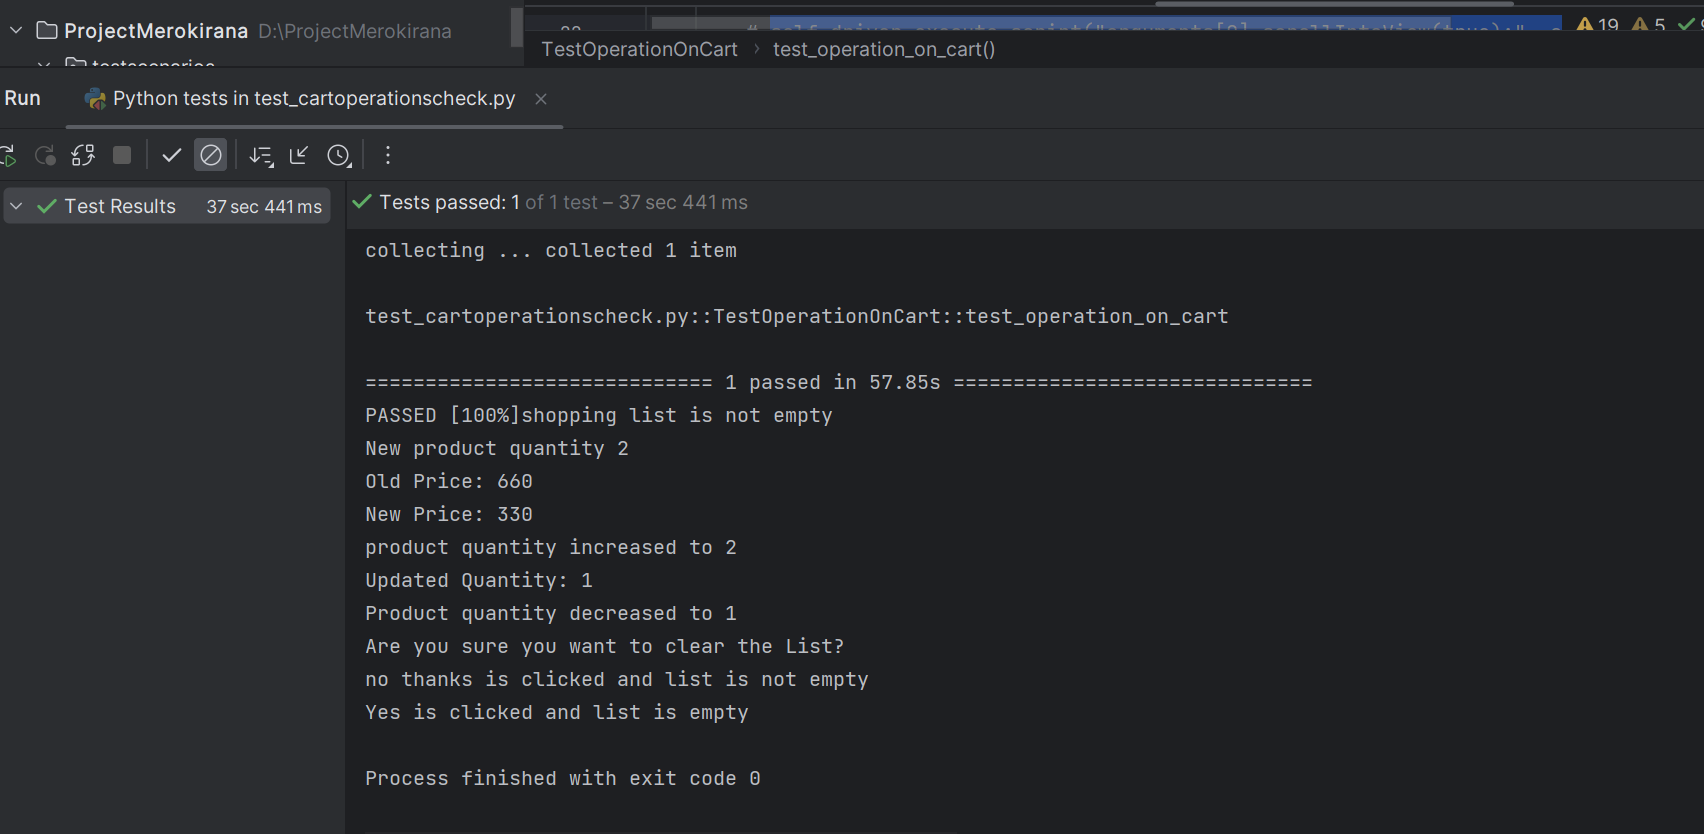 ProjectMerokirana D:\ProjectMerokirana
19 5
TestOperationOnCart › test_operation_on_cart()
Run Python tests in test_cartoperationscheck.py
Test Results 37 sec 441 ms
Tests passed: 1 of 1 test – 37 sec 441 ms
collecting ... collected 1 item
test_cartoperationscheck.py::TestOperationOnCart::test_operation_on_cart
============================= 1 passed in 57.85s ==============================
PASSED [100%]shopping list is not empty
New product quantity 2
Old Price: 660
New Price: 330
product quantity increased to 2
Updated Quantity: 1
Product quantity decreased to 1
Are you sure you want to clear the List?
no thanks is clicked and list is not empty
Yes is clicked and list is empty
Process finished with exit code 0